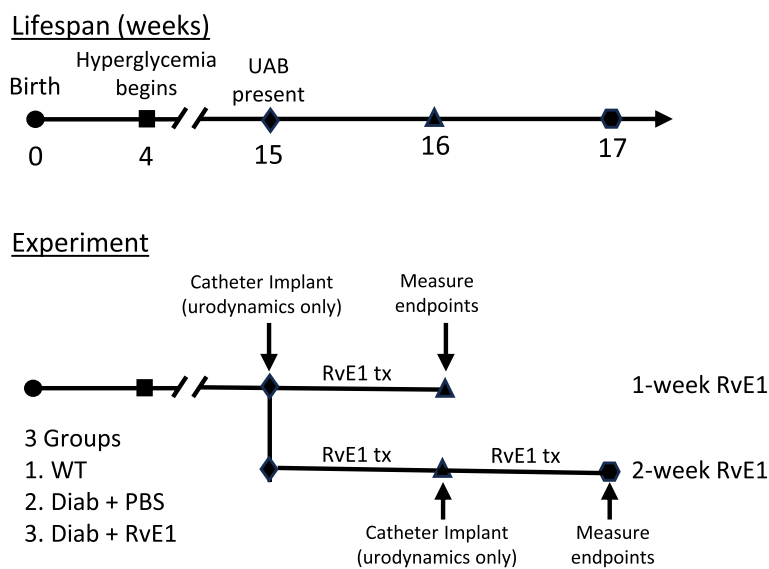 Lifespan (weeks)
Hyperglycemia
begins
UAB
present
Birth
0
4
15
16
17
Experiment
Catheter Implant
(urodynamics only)
Measure
endpoints
RvE1 tx
1-week RvE1
3 Groups
1. WT
2. Diab + PBS
3. Diab + RvE1
RvE1 tx
RvE1 tx
2-week RvE1
Catheter Implant
(urodynamics only)
Measure
endpoints